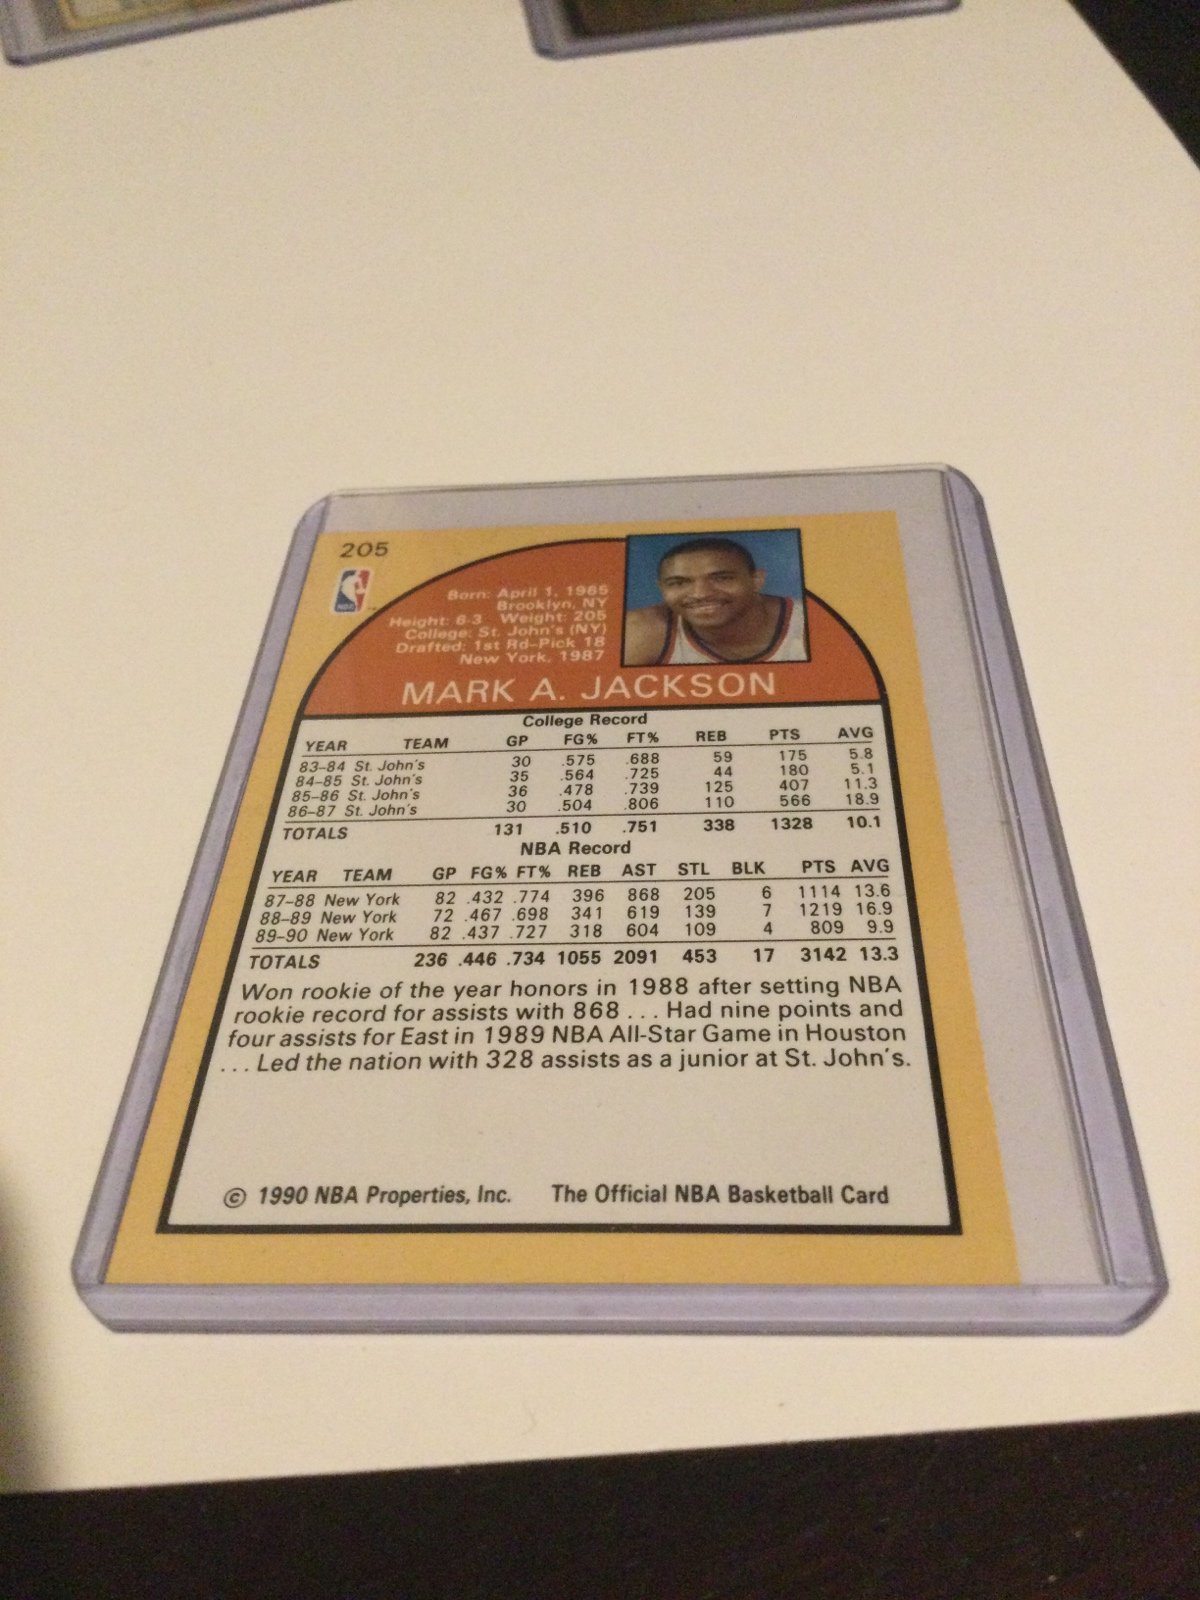 205
NBA
Born: April 1, 1965
Brooklyn, NY
Height: 6-3 Weight: 205
College: St. John's (NY)
Drafted: 1st Rd-Pick 18
New York, 1987
MARK A. JACKSON
College Record
YEAR TEAM GP FG% FT% REB PTS AVG
83-84 St. John's 30 .575 .688 59 175 5.8
84-85 St. John's 35 .564 .725 44 180 5.1
85-86 St. John's 36 .478 .739 125 407 11.3
86-87 St. John's 30 .504 .806 110 566 18.9
TOTALS 131 .510 .751 338 1328 10.1
NBA Record
YEAR TEAM GP FG% FT% REB AST STL BLK PTS AVG
87-88 New York 82 .432 .774 396 868 205 6 1114 13.6
88-89 New York 72 .467 .698 341 619 139 7 1219 16.9
89-90 New York 82 .437 .727 318 604 109 4 809 9.9
TOTALS 236 .446 .734 1055 2091 453 17 3142 13.3
Won rookie of the year honors in 1988 after setting NBA
rookie record for assists with 868 ... Had nine points and
four assists for East in 1989 NBA All-Star Game in Houston
... Led the nation with 328 assists as a junior at St. John's.
© 1990 NBA Properties, Inc. The Official NBA Basketball Card